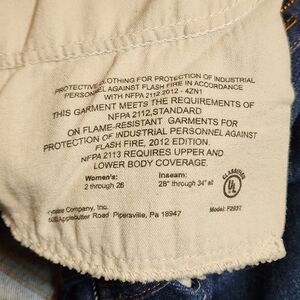 PROTECTIVE CLOTHING FOR PROTECTION OF INDUSTRIAL
PERSONNEL AGAINST FLASH FIRE IN ACCORDANCE
WITH NFPA 2112,2012 - 4ZN1
THIS GARMENT MEETS THE REQUIREMENTS OF
NFPA 2112,STANDARD
ON FLAME-RESISTANT GARMENTS FOR
PROTECTION OF INDUSTRIAL PERSONNEL AGAINST
FLASH FIRE, 2012 EDITION.
NFPA 2113 REQUIRES UPPER AND
LOWER BODY COVERAGE.
Women's: Inseam:
2 through 26 28" through 34"
CLASSIFIED
UL
Company, Inc.
Applebutter Road Pipersville, Pa 18947
Model: